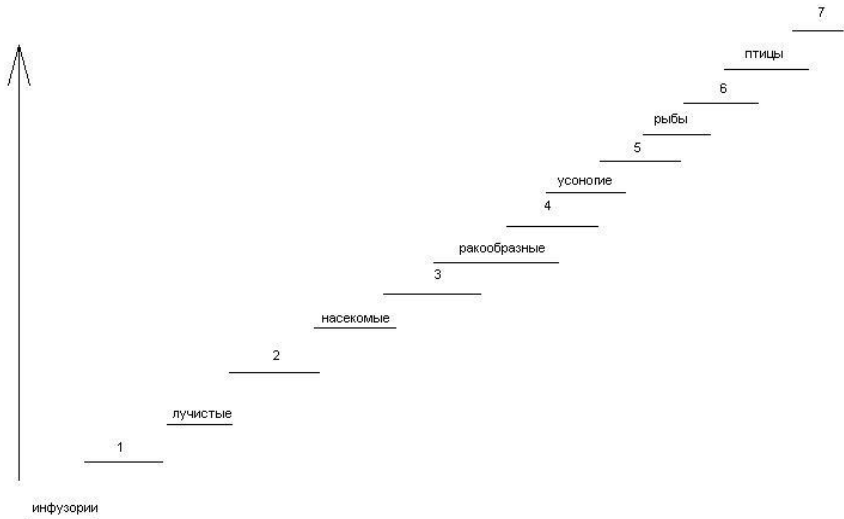 7
птицы
6
рыбы
5
усоногие
4
ракообразные
3
насекомые
2
лучистые
1
инфузории